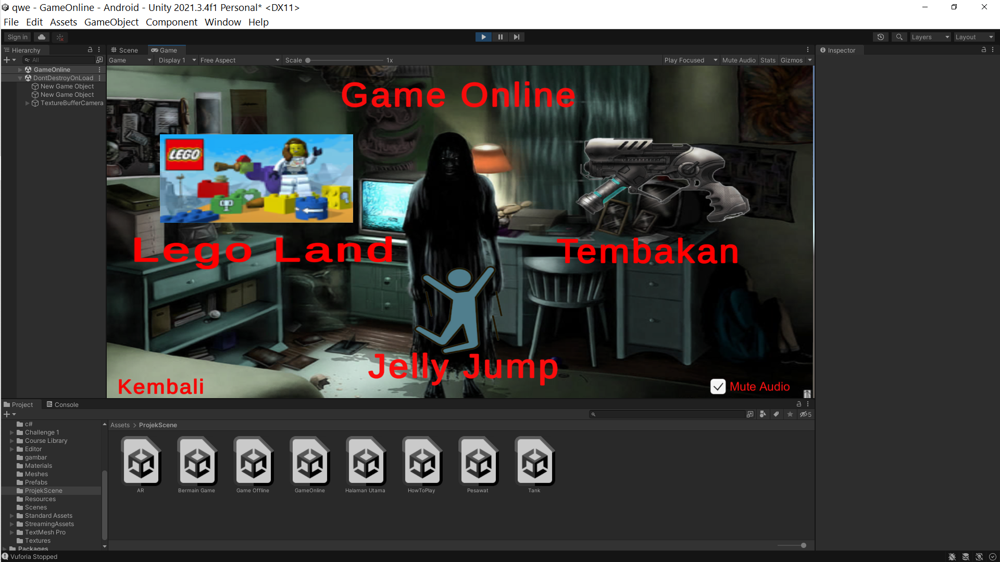 qwe - GameOnline - Android - Unity 2021.3.4f1 Personal* <DX11>
File Edit Assets GameObject Component Window Help
Sign in
Layers
Layout
Hierarchy
Scene
Game
Inspector
All
Game
Display 1
Free Aspect
Scale
1x
Play Focused
Mute Audio
Stats
Gizmos
GameOnline
DontDestroyOnLoad
New Game Object
New Game Object
TextureBufferCamera
Game Online
LEGO
Lego Land
Tembakan
Jelly Jump
Kembali
Mute Audio
Project
Console
5
c#
Challenge 1
Course Library
Editor
gambar
Materials
Meshes
Prefabs
ProjekScene
Resources
Scenes
Standard Assets
StreamingAssets
TextMesh Pro
Textures
Packages
Assets > ProjekScene
AR
Bermain Game
Game Offline
GameOnline
Halaman Utama
HowToPlay
Pesawat
Tank
Vuforia Stopped